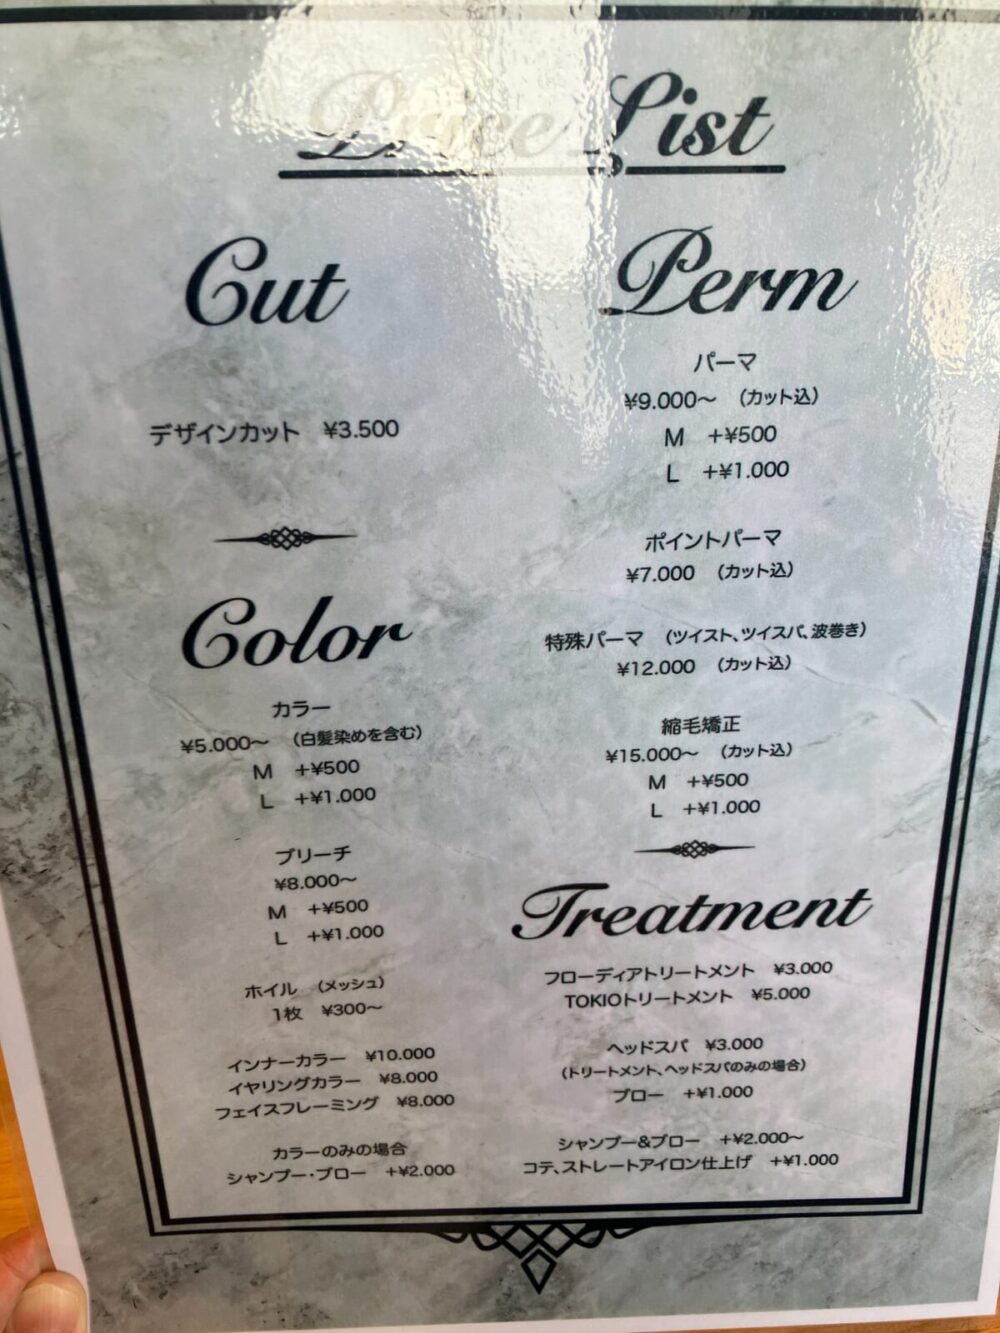 Price List
Cut
デザインカット ¥3.500
Color
カラー
¥5.000～ （白髪染めを含む）
M +¥500
L +¥1.000
ブリーチ
¥8.000～
M +¥500
L +¥1.000
ホイル （メッシュ）
1枚 ¥300～
インナーカラー ¥10.000
イヤリングカラー ¥8.000
フェイスフレーミング ¥8.000
カラーのみの場合
シャンプー・ブロー +¥2.000
Perm
パーマ
¥9.000～ （カット込）
M +¥500
L +¥1.000
ポイントパーマ
¥7.000 （カット込）
特殊パーマ （ツイスト、ツイスパ、波巻き）
¥12.000 （カット込）
縮毛矯正
¥15.000～ （カット込）
M +¥500
L +¥1.000
Treatment
フローディアトリートメント ¥3.000
TOKIOトリートメント ¥5.000
ヘッドスパ ¥3.000
（トリートメント、ヘッドスパのみの場合）
ブロー +¥1.000
シャンプー&ブロー +¥2.000～
コテ、ストレートアイロン仕上げ +¥1.000